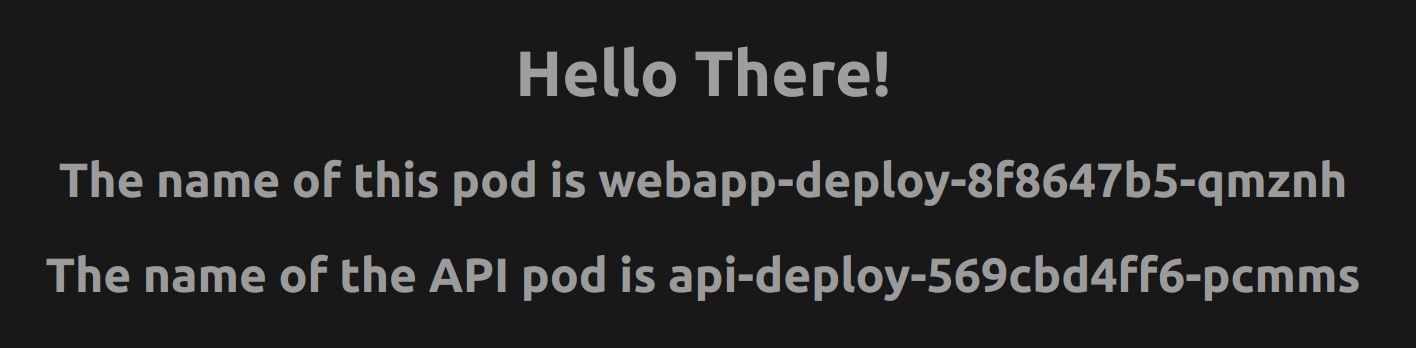 Hello There!
The name of this pod is webapp-deploy-8f8647b5-qmznh
The name of the API pod is api-deploy-569cbd4ff6-pcmms